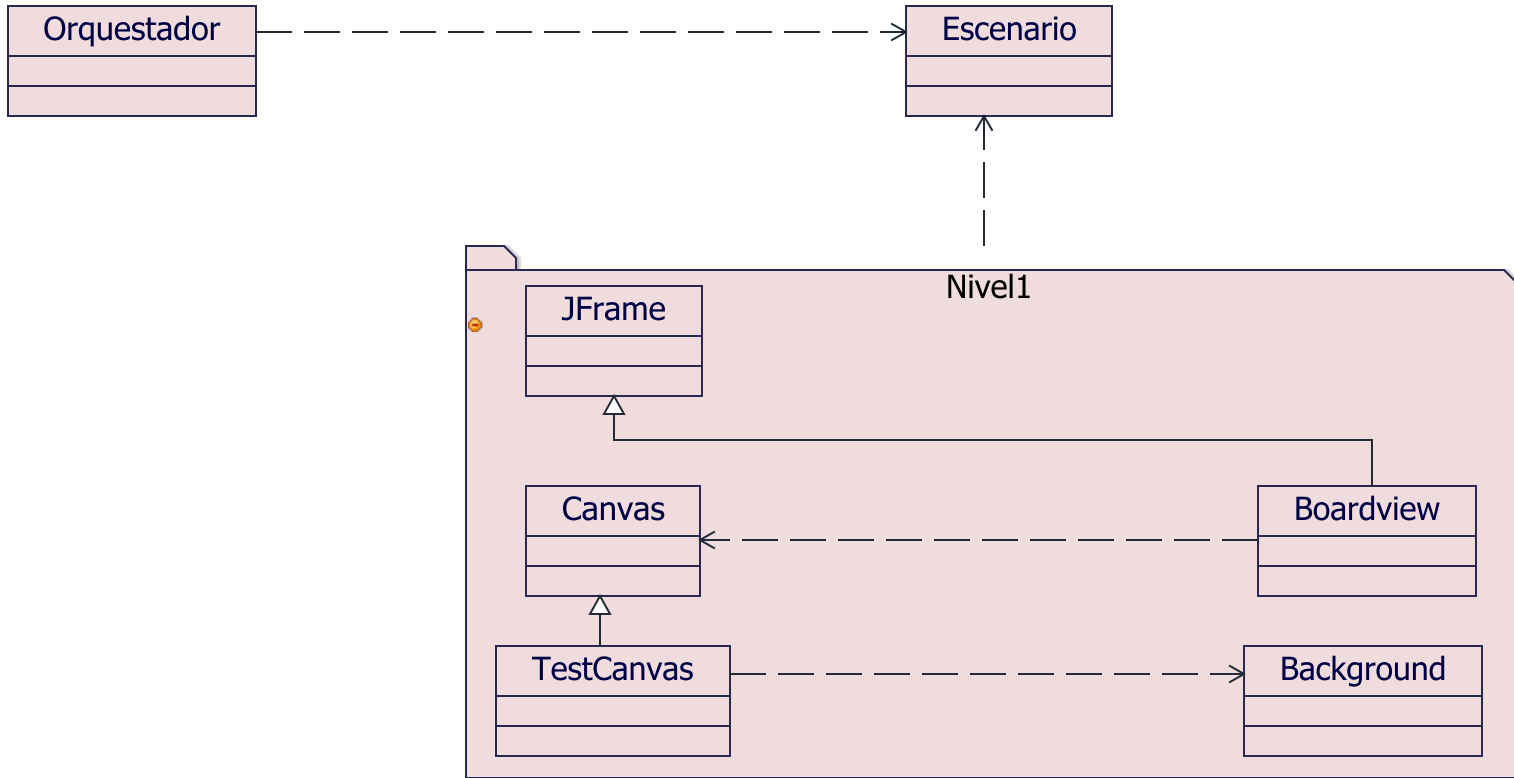 Orquestador
Escenario
Nivel1
JFrame
Canvas
Boardview
TestCanvas
Background